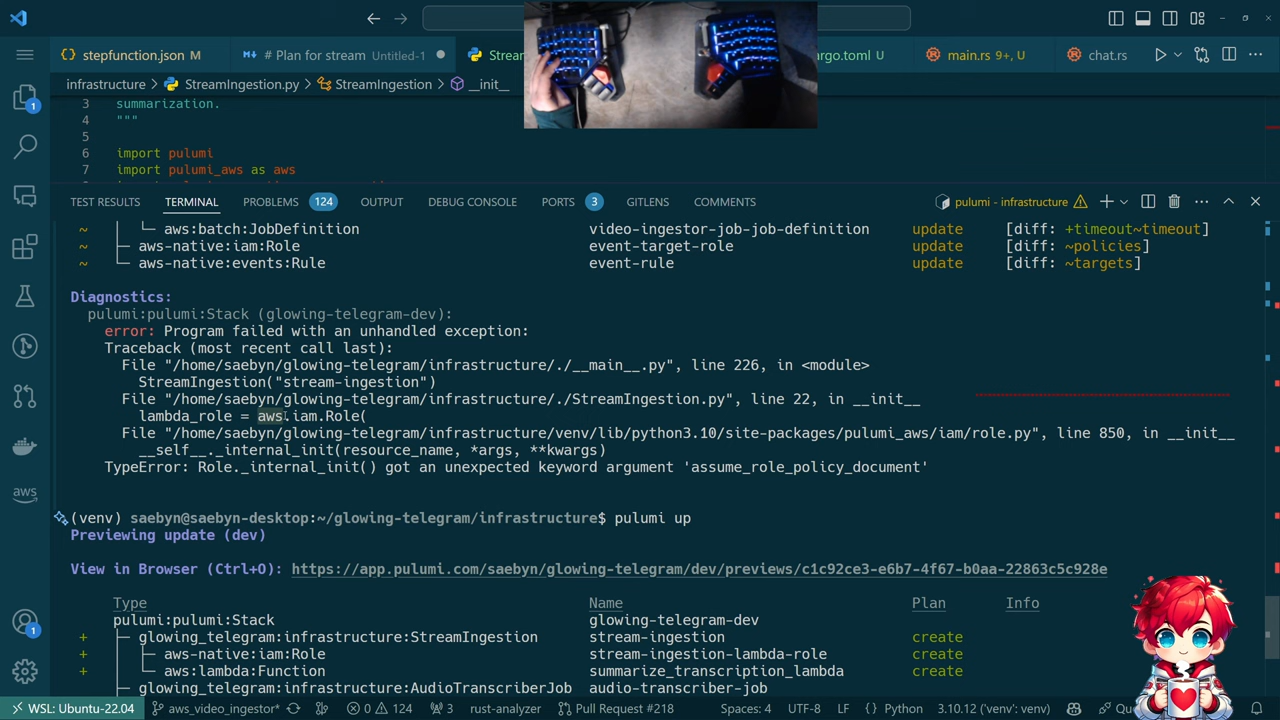 stepfunction.json M
# Plan for stream Untitled-1
Strea
argo.toml U
main.rs 9+, U
chat.rs
infrastructure > StreamIngestion.py > StreamIngestion > __init__
3 summarization.
4 """
5
6 import pulumi
7 import pulumi_aws as aws
TEST RESULTS TERMINAL PROBLEMS 124 OUTPUT DEBUG CONSOLE PORTS 3 GITLENS COMMENTS pulumi - infrastructure
~ │ └─ aws:batch:JobDefinition video-ingestor-job-job-definition update [diff: +timeout~timeout]
~ ├─ aws-native:iam:Role event-target-role update [diff: ~policies]
~ └─ aws-native:events:Rule event-rule update [diff: ~targets]
Diagnostics:
pulumi:pulumi:Stack (glowing-telegram-dev):
error: Program failed with an unhandled exception:
Traceback (most recent call last):
File "/home/saebyn/glowing-telegram/infrastructure/./__main__.py", line 226, in <module>
StreamIngestion("stream-ingestion")
File "/home/saebyn/glowing-telegram/infrastructure/./StreamIngestion.py", line 22, in __init__
lambda_role = aws.iam.Role(
File "/home/saebyn/glowing-telegram/infrastructure/venv/lib/python3.10/site-packages/pulumi_aws/iam/role.py", line 850, in __init__
__self__._internal_init(resource_name, *args, **kwargs)
TypeError: Role._internal_init() got an unexpected keyword argument 'assume_role_policy_document'
(venv) saebyn@saebyn-desktop:~/glowing-telegram/infrastructure$ pulumi up
Previewing update (dev)
View in Browser (Ctrl+O): https://app.pulumi.com/saebyn/glowing-telegram/dev/previews/c1c92ce3-e6b7-4f67-b0aa-22863c5c928e
Type Name Plan Info
pulumi:pulumi:Stack glowing-telegram-dev
+ ├─ glowing_telegram:infrastructure:StreamIngestion stream-ingestion create
+ │ ├─ aws-native:iam:Role stream-ingestion-lambda-role create
+ │ └─ aws:lambda:Function summarize_transcription_lambda create
├─ glowing_telegram:infrastructure:AudioTranscriberJob audio-transcriber-job
1
aws
1
WSL: Ubuntu-22.04 aws_video_ingestor* 0 124 3 rust-analyzer Pull Request #218 Spaces: 4 UTF-8 LF Python 3.10.12 ('venv': venv) Qu